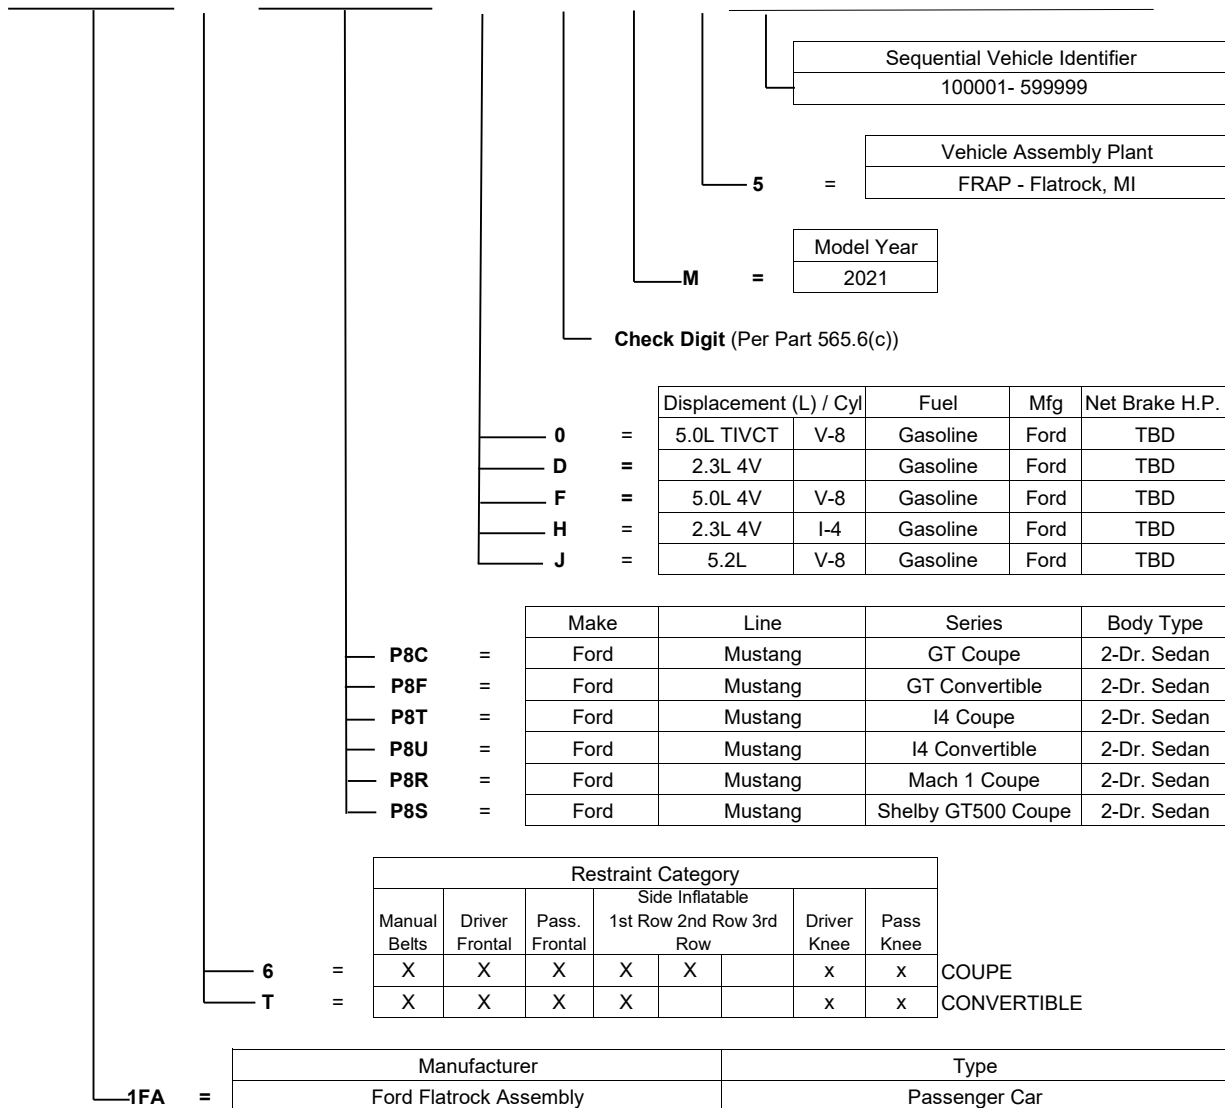 Sequential Vehicle Identifier
100001- 599999
Vehicle Assembly Plant
5 = FRAP - Flatrock, MI
Model Year
M = 2021
Check Digit (Per Part 565.6(c))
Displacement (L) / Cyl Fuel Mfg Net Brake H.P.
0 = 5.0L TIVCT V-8 Gasoline Ford TBD
D = 2.3L 4V Gasoline Ford TBD
F = 5.0L 4V V-8 Gasoline Ford TBD
H = 2.3L 4V I-4 Gasoline Ford TBD
J = 5.2L V-8 Gasoline Ford TBD
Make Line Series Body Type
P8C = Ford Mustang GT Coupe 2-Dr. Sedan
P8F = Ford Mustang GT Convertible 2-Dr. Sedan
P8T = Ford Mustang I4 Coupe 2-Dr. Sedan
P8U = Ford Mustang I4 Convertible 2-Dr. Sedan
P8R = Ford Mustang Mach 1 Coupe 2-Dr. Sedan
P8S = Ford Mustang Shelby GT500 Coupe 2-Dr. Sedan
Restraint Category
Side Inflatable
Manual Driver Pass. 1st Row 2nd Row 3rd Driver Pass
Belts Frontal Frontal Row Knee Knee
6 = X X X X X x x COUPE
T = X X X X x x CONVERTIBLE
Manufacturer Type
1FA = Ford Flatrock Assembly Passenger Car